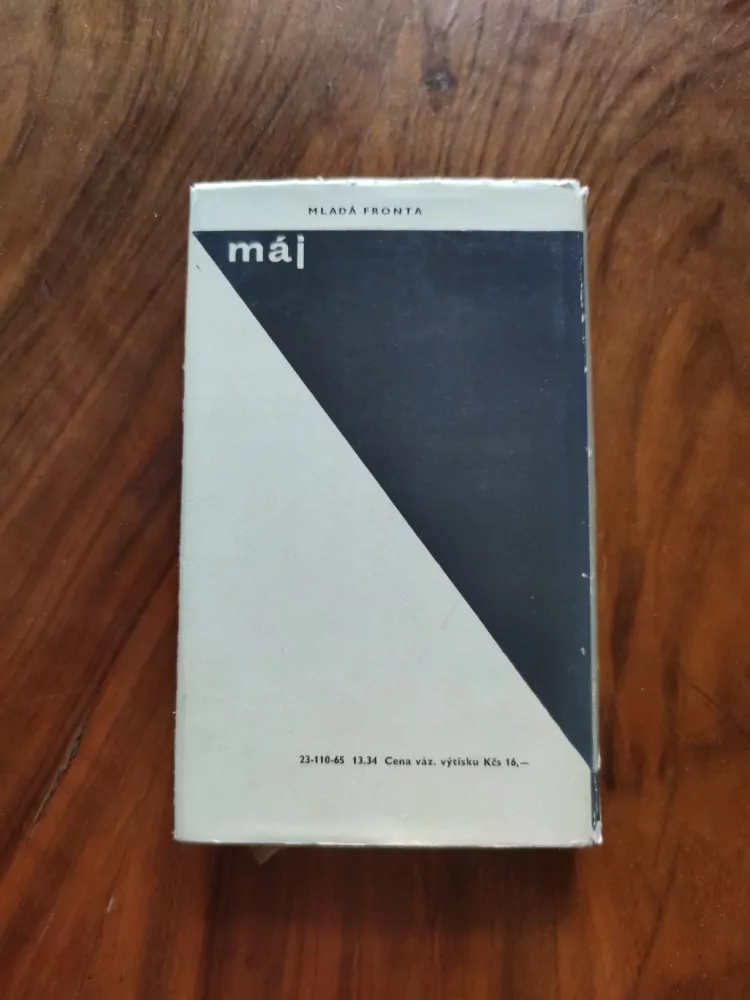 MLADÁ FRONTA
máj
23-110-65 13.34 Cena váz. výtisku Kčs 16,—